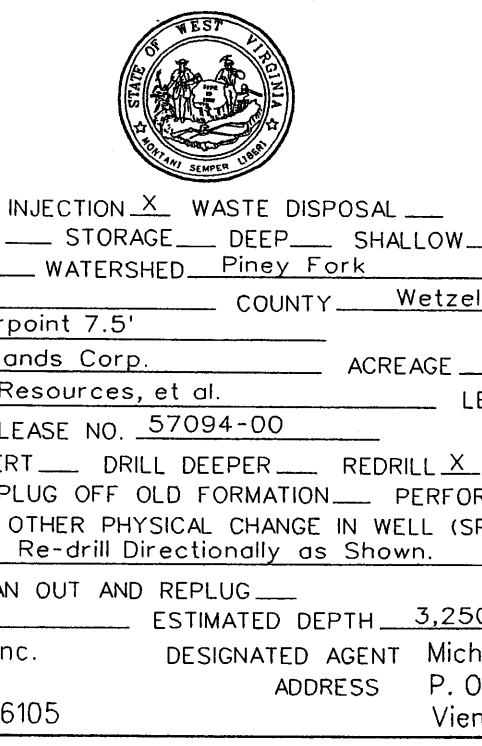 STATE OF WEST VIRGINIA
MONTANI SEMPER LIBERI
INJECTION X WASTE DISPOSAL
STORAGE DEEP SHALLOW
WATERSHED Piney Fork
COUNTY Wetzel
rpoint 7.5'
ands Corp. ACREAGE
Resources, et al. LE
LEASE NO. 57094-00
ERT DRILL DEEPER REDRILL X
PLUG OFF OLD FORMATION PERFOR
OTHER PHYSICAL CHANGE IN WELL (SP
Re-drill Directionally as Shown.
AN OUT AND REPLUG
ESTIMATED DEPTH 3,250
nc. DESIGNATED AGENT Mich
ADDRESS P. O
6105 Vien